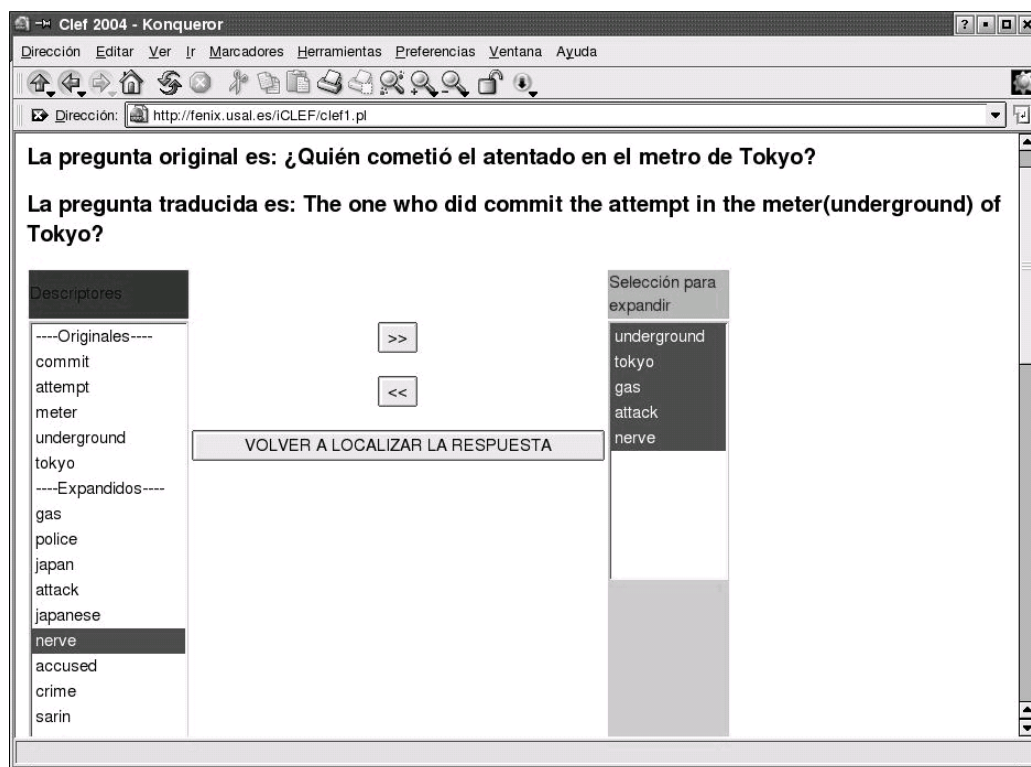 Clef 2004 - Konqueror
Dirección Editar Ver Ir Marcadores Herramientas Preferencias Ventana Ayuda
Dirección: http://fenix.usal.es/iCLEF/clef1.pl
La pregunta original es: ¿Quién cometió el atentado en el metro de Tokyo?
La pregunta traducida es: The one who did commit the attempt in the meter(underground) of
Tokyo?
Descriptores
----Originales----
commit
attempt
meter
underground
tokyo
----Expandidos----
gas
police
japan
attack
japanese
nerve
accused
crime
sarin
>>
<<
VOLVER A LOCALIZAR LA RESPUESTA
Selección para
expandir
underground
tokyo
gas
attack
nerve